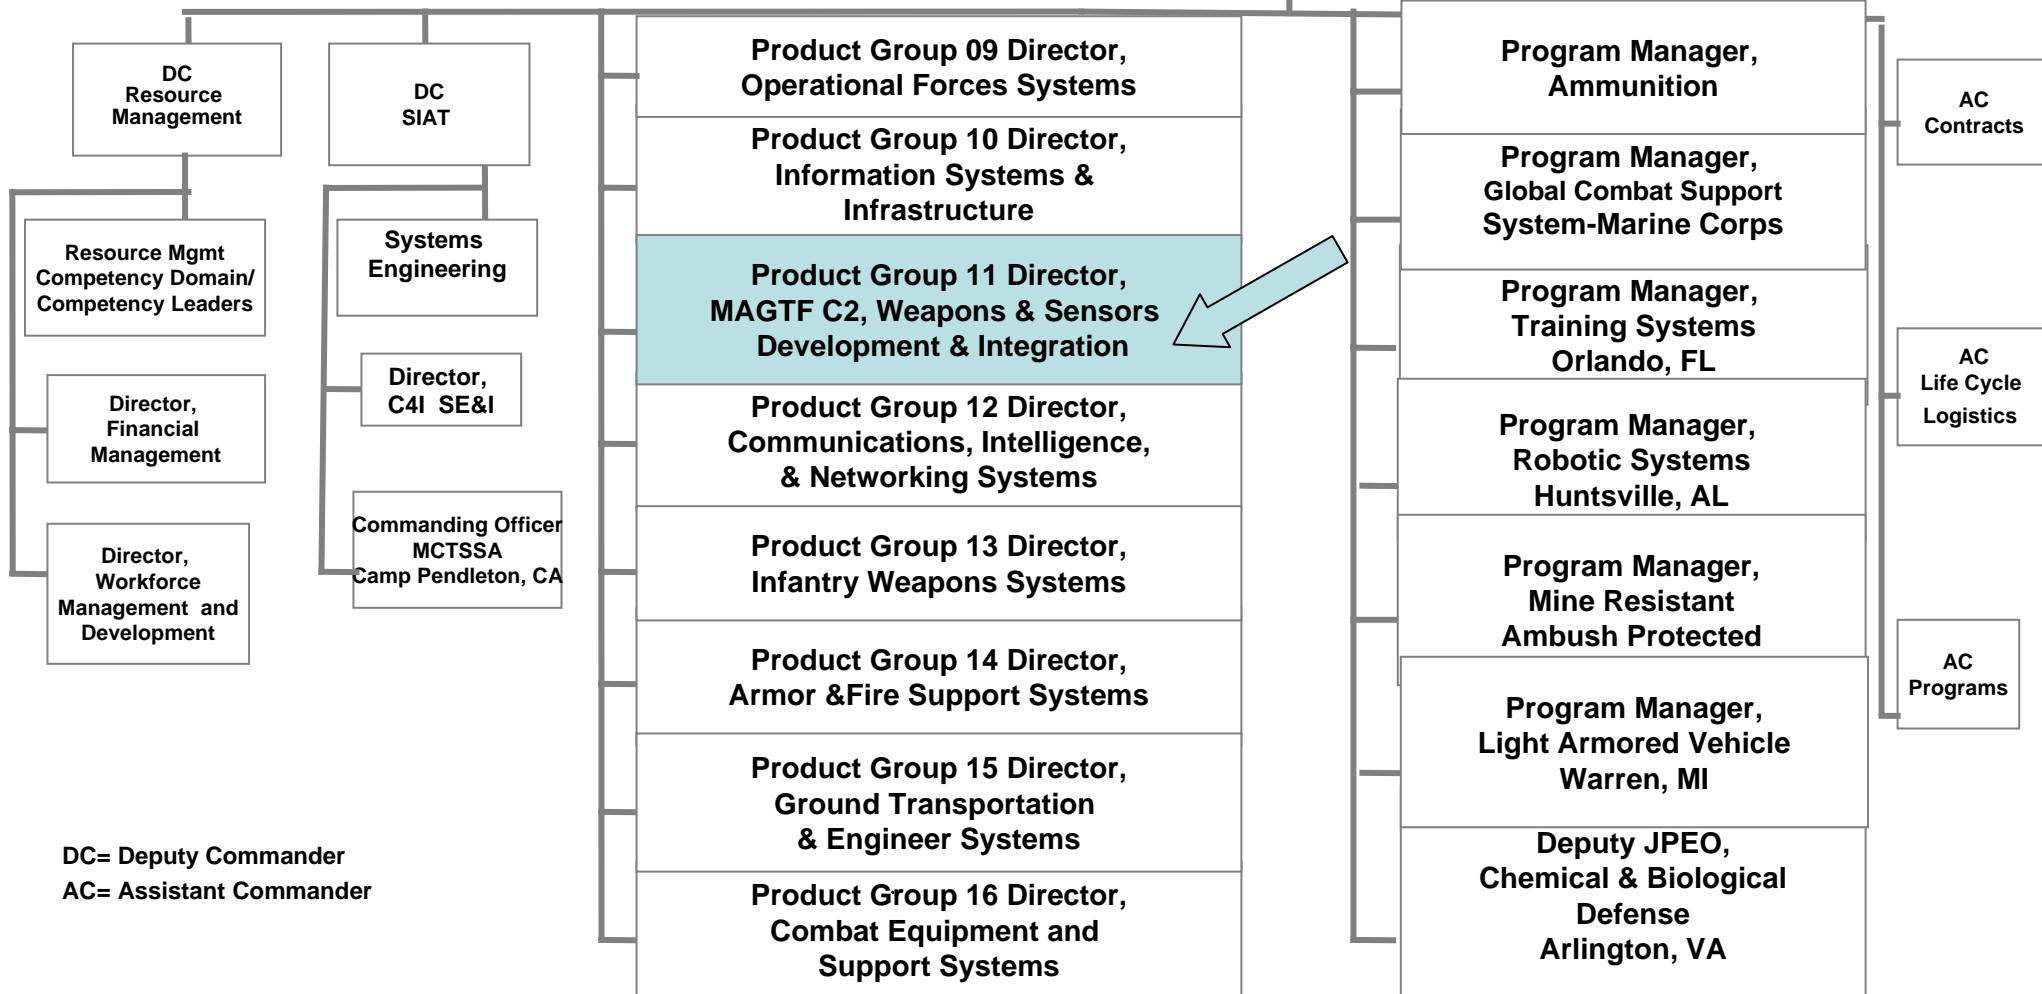 DC
Resource
Management
Resource Mgmt
Competency Domain/
Competency Leaders
Director,
Financial
Management
Director,
Workforce
Management and
Development
DC
SIAT
Systems
Engineering
Director,
C4I SE&I
Commanding Officer
MCTSSA
Camp Pendleton, CA
Product Group 09 Director,
Operational Forces Systems
Product Group 10 Director,
Information Systems &
Infrastructure
Product Group 11 Director,
MAGTF C2, Weapons & Sensors
Development & Integration
Product Group 12 Director,
Communications, Intelligence,
& Networking Systems
Product Group 13 Director,
Infantry Weapons Systems
Product Group 14 Director,
Armor &Fire Support Systems
Product Group 15 Director,
Ground Transportation
& Engineer Systems
Product Group 16 Director,
Combat Equipment and
Support Systems
Program Manager,
Ammunition
Program Manager,
Global Combat Support
System-Marine Corps
Program Manager,
Training Systems
Orlando, FL
Program Manager,
Robotic Systems
Huntsville, AL
Program Manager,
Mine Resistant
Ambush Protected
Program Manager,
Light Armored Vehicle
Warren, MI
Deputy JPEO,
Chemical & Biological
Defense
Arlington, VA
AC
Contracts
AC
Life Cycle
Logistics
AC
Programs
DC= Deputy Commander
AC= Assistant Commander